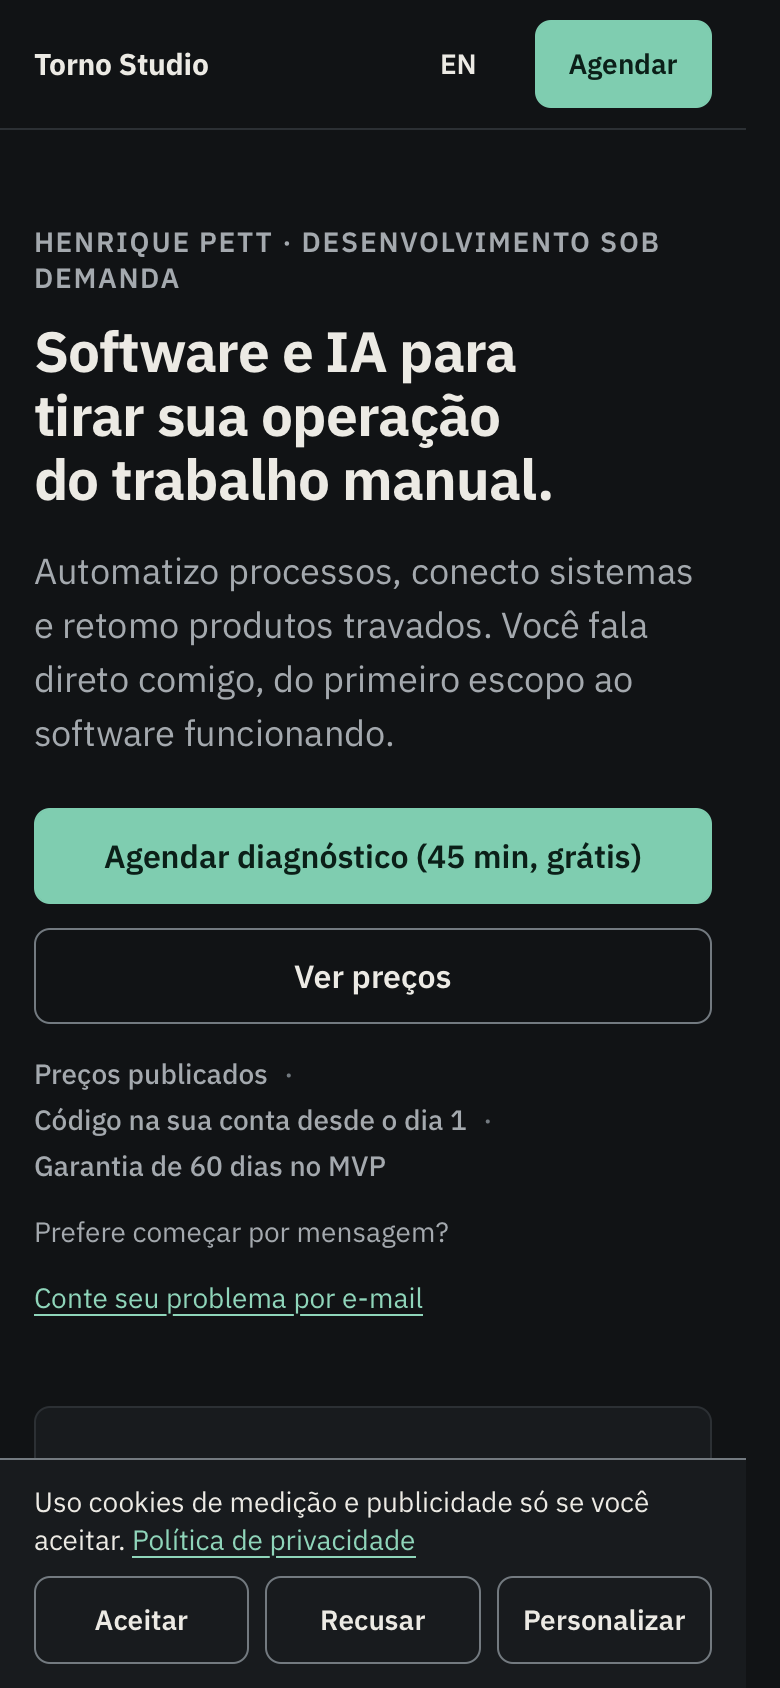 Torno Studio
EN
Agendar
HENRIQUE PETT · DESENVOLVIMENTO SOB
DEMANDA
Software e IA para
tirar sua operação
do trabalho manual.
Automatizo processos, conecto sistemas
e retomo produtos travados. Você fala
direto comigo, do primeiro escopo ao
software funcionando.
Agendar diagnóstico (45 min, grátis)
Ver preços
Preços publicados ·
Código na sua conta desde o dia 1 ·
Garantia de 60 dias no MVP
Prefere começar por mensagem?
Conte seu problema por e-mail
Uso cookies de medição e publicidade só se você
aceitar. Política de privacidade
Aceitar
Recusar
Personalizar